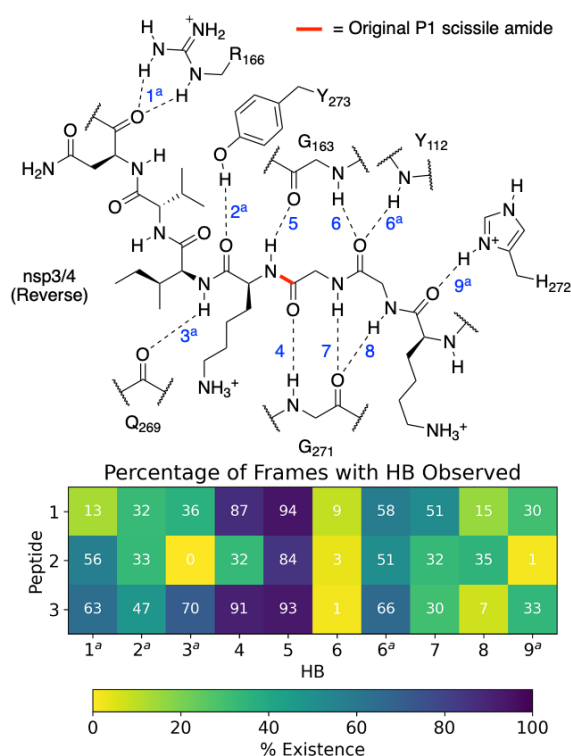 = Original P1 scissile amide
H
+
NH₂
N
H
N
R₁₆₆
H
1ᵃ
O
O
H₂N
N
H
O
Y₂₇₃
O
H
2ᵃ
G₁₆₃
O
N
H
Y₁₁₂
N
H
5
6
6ᵃ
H
N
N⁺
H
H₂₇₂
9ᵃ
N
H
O
O
H
N
O
O
nsp3/4
(Reverse)
N
H
O
N
H
N
H
O
N
H
3ᵃ
4
7
8
O
Q₂₆₉
NH₃⁺
H
N
O
G₂₇₁
NH₃⁺
Percentage of Frames with HB Observed
Peptide
1 13 32 36 87 94 9 58 51 15 30
2 56 33 0 32 84 3 51 32 35 1
3 63 47 70 91 93 1 66 30 7 33
1ᵃ 2ᵃ 3ᵃ 4 5 6 6ᵃ 7 8 9ᵃ
HB
0 20 40 60 80 100
% Existence